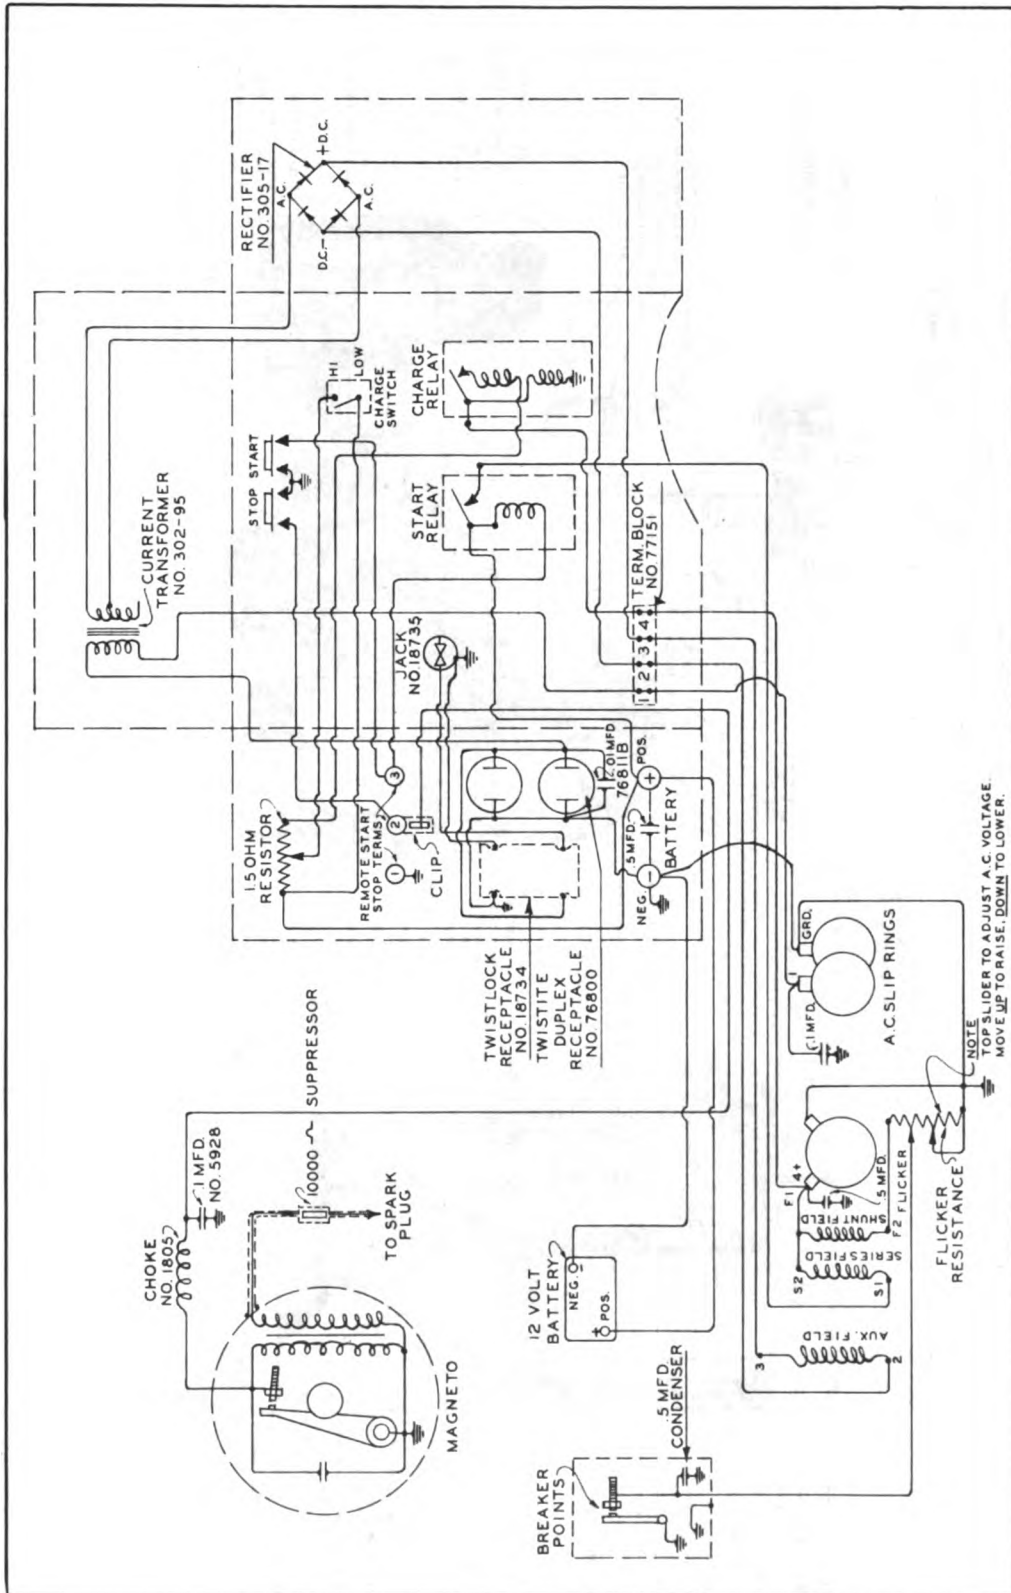 RECTIFIER
NO. 305-17
A.C.
+D.C.
D.C.-
A.C.
CURRENT
TRANSFORMER
NO. 302-95
STOP START
HI
LOW
CHARGE
SWITCH
CHARGE
RELAY
START
RELAY
TERM. BLOCK
NO. 77151
1 2 3 4
JACK
NO. 18735
1.5 OHM
RESISTOR
REMOTE START
STOP TERMS.
1
2
3
CLIP
.01 MFD
76811B
POS.
+
.5 MFD.
BATTERY
NEG.
-
TWISTLOCK
RECEPTACLE
NO. 18734
TWISTITE
DUPLEX
RECEPTACLE
NO. 76800
10000 SUPPRESSOR
.1 MFD.
NO. 5928
CHOKE
NO. 1805
TO SPARK
PLUG
MAGNETO
12 VOLT
BATTERY
NEG.
POS.
+
BREAKER
POINTS
.5 MFD.
CONDENSER
.1 MFD.
1
GRD.
A.C. SLIP RINGS
F1
4+
.5 MFD.
FLICKER
F2
SHUNT FIELD
SERIES FIELD
S2
S1
AUX. FIELD
3
2
FLICKER
RESISTANCE
NOTE
TOP SLIDER TO ADJUST A.C. VOLTAGE.
MOVE UP TO RAISE, DOWN TO LOWER.